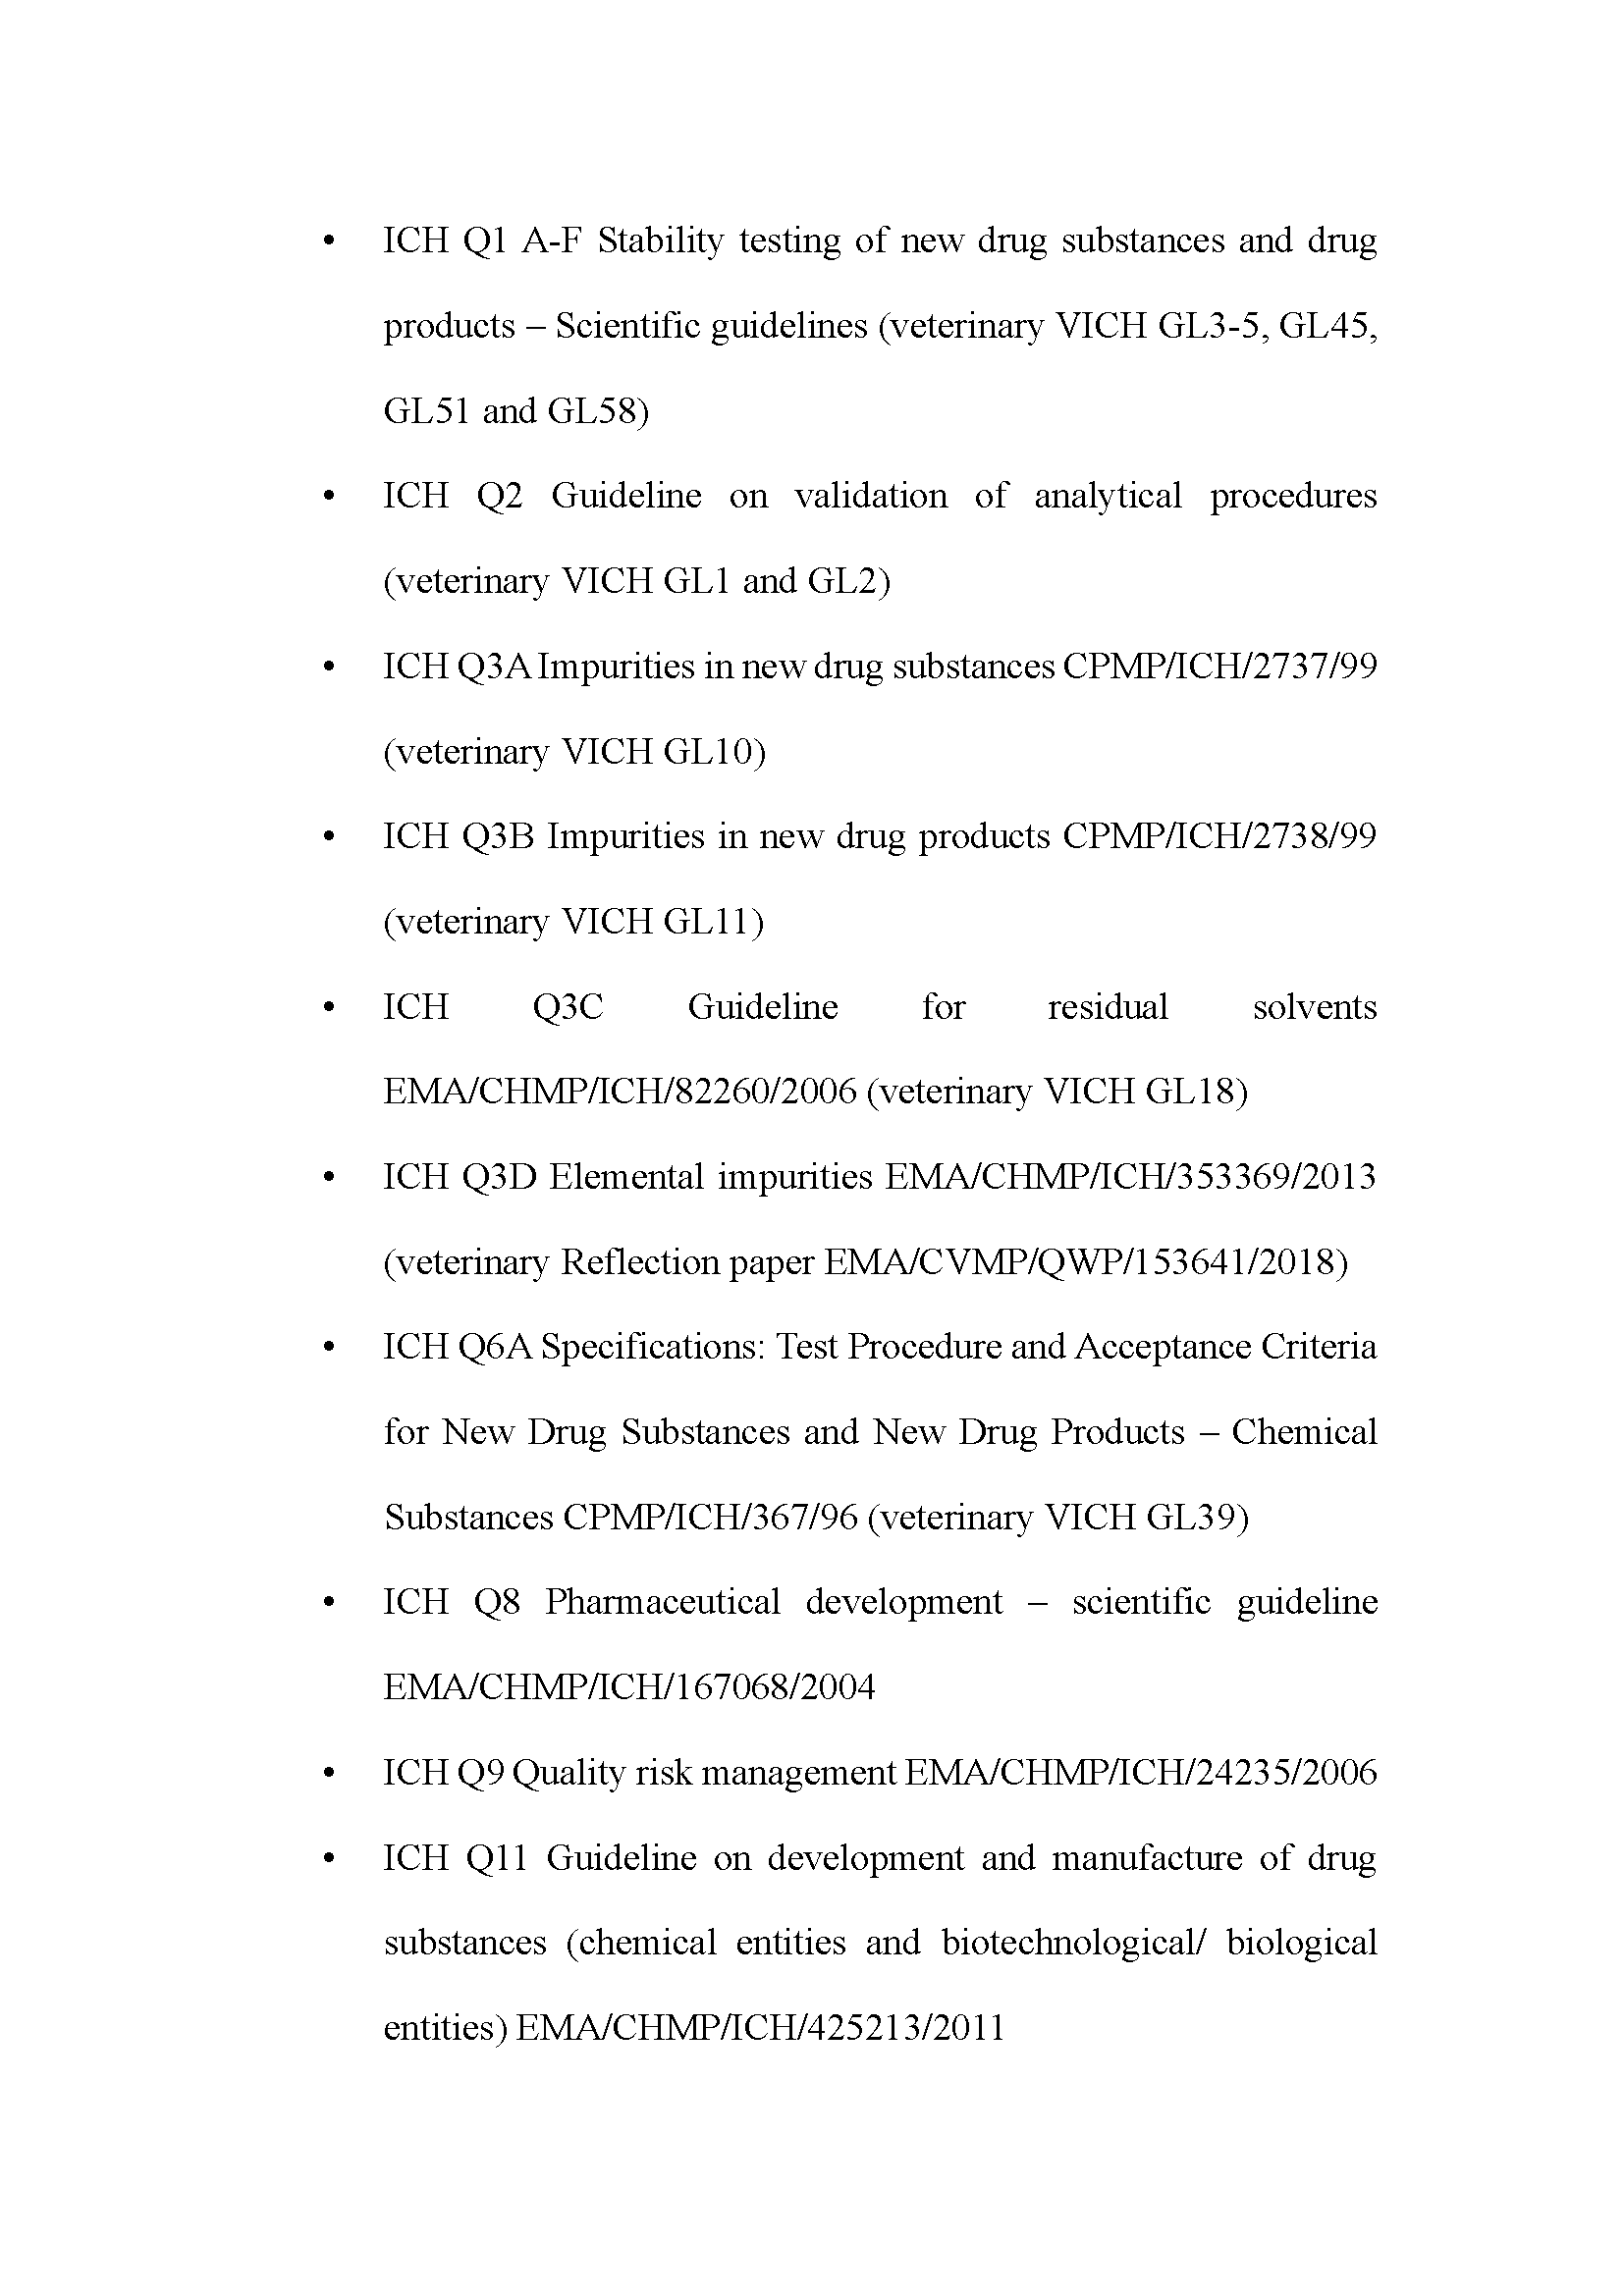 • ICH Q1 A-F Stability testing of new drug substances and drug
products – Scientific guidelines (veterinary VICH GL3-5, GL45,
GL51 and GL58)
• ICH Q2 Guideline on validation of analytical procedures
(veterinary VICH GL1 and GL2)
• ICH Q3A Impurities in new drug substances CPMP/ICH/2737/99
(veterinary VICH GL10)
• ICH Q3B Impurities in new drug products CPMP/ICH/2738/99
(veterinary VICH GL11)
• ICH Q3C Guideline for residual solvents
EMA/CHMP/ICH/82260/2006 (veterinary VICH GL18)
• ICH Q3D Elemental impurities EMA/CHMP/ICH/353369/2013
(veterinary Reflection paper EMA/CVMP/QWP/153641/2018)
• ICH Q6A Specifications: Test Procedure and Acceptance Criteria
for New Drug Substances and New Drug Products – Chemical
Substances CPMP/ICH/367/96 (veterinary VICH GL39)
• ICH Q8 Pharmaceutical development – scientific guideline
EMA/CHMP/ICH/167068/2004
• ICH Q9 Quality risk management EMA/CHMP/ICH/24235/2006
• ICH Q11 Guideline on development and manufacture of drug
substances (chemical entities and biotechnological/ biological
entities) EMA/CHMP/ICH/425213/2011